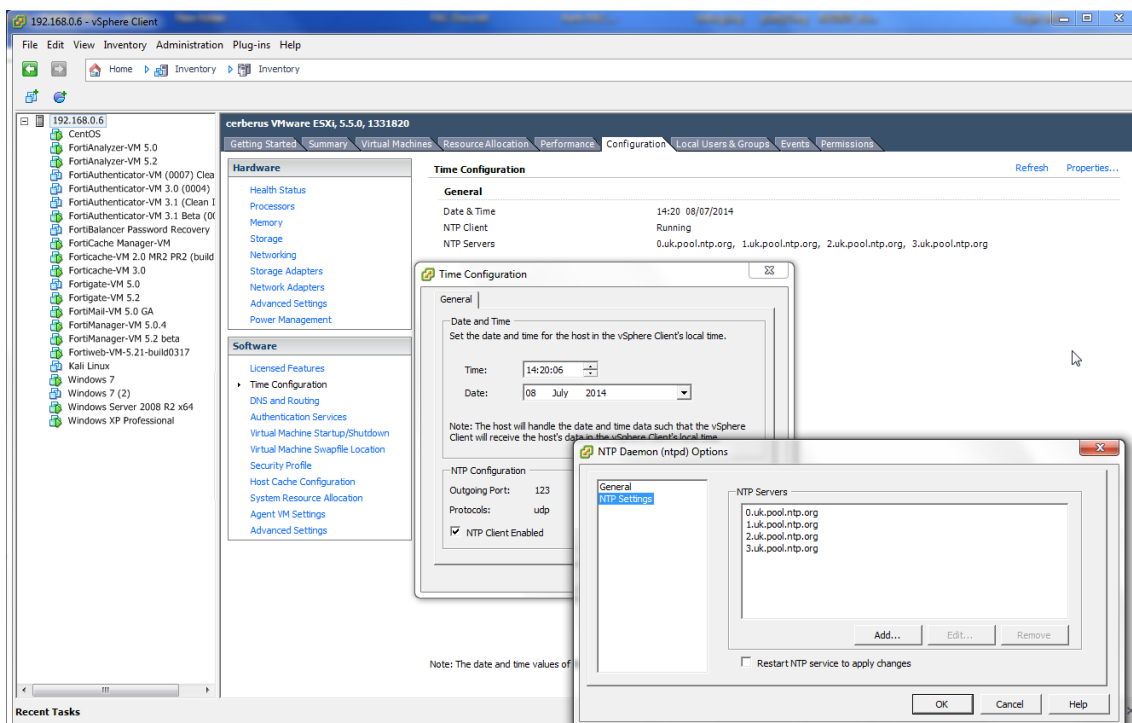 192.168.0.6 - vSphere Client
File Edit View Inventory Administration Plug-ins Help
Home Inventory Inventory
192.168.0.6
CentOS
FortiAnalyzer-VM 5.0
FortiAnalyzer-VM 5.2
FortiAuthenticator-VM (0007) Clea
FortiAuthenticator-VM 3.0 (0004)
FortiAuthenticator-VM 3.1 (Clean I
FortiAuthenticator-VM 3.1 Beta (00
FortiBalancer Password Recovery
FortiCache Manager-VM
Forticache-VM 2.0 MR2 PR2 (build
Forticache-VM 3.0
Fortigate-VM 5.0
Fortigate-VM 5.2
FortiMail-VM 5.0 GA
FortiManager-VM 5.0.4
FortiManager-VM 5.2 beta
Fortiweb-VM-5.21-build0317
Kali Linux
Windows 7
Windows 7 (2)
Windows Server 2008 R2 x64
Windows XP Professional
cerberus VMware ESXi, 5.5.0, 1331820
Getting Started Summary Virtual Machines Resource Allocation Performance Configuration Local Users & Groups Events Permissions
Hardware
Health Status
Processors
Memory
Storage
Networking
Storage Adapters
Network Adapters
Advanced Settings
Power Management
Software
Licensed Features
Time Configuration
DNS and Routing
Authentication Services
Virtual Machine Startup/Shutdown
Virtual Machine Swapfile Location
Security Profile
Host Cache Configuration
System Resource Allocation
Agent VM Settings
Advanced Settings
Time Configuration Refresh Properties...
General
Date & Time 14:20 08/07/2014
NTP Client Running
NTP Servers 0.uk.pool.ntp.org, 1.uk.pool.ntp.org, 2.uk.pool.ntp.org, 3.uk.pool.ntp.org
Time Configuration
General
Date and Time
Set the date and time for the host in the vSphere Client's local time.
Time: 14:20:06
Date: 08 July 2014
Note: The host will handle the date and time data such that the vSphere
Client will receive the host's data in the vSphere Client's local time.
NTP Configuration
Outgoing Port: 123
Protocols: udp
NTP Client Enabled
Note: The date and time values of
NTP Daemon (ntpd) Options
General
NTP Settings
NTP Servers
0.uk.pool.ntp.org
1.uk.pool.ntp.org
2.uk.pool.ntp.org
3.uk.pool.ntp.org
Add... Edit... Remove
Restart NTP service to apply changes
OK Cancel Help
Recent Tasks